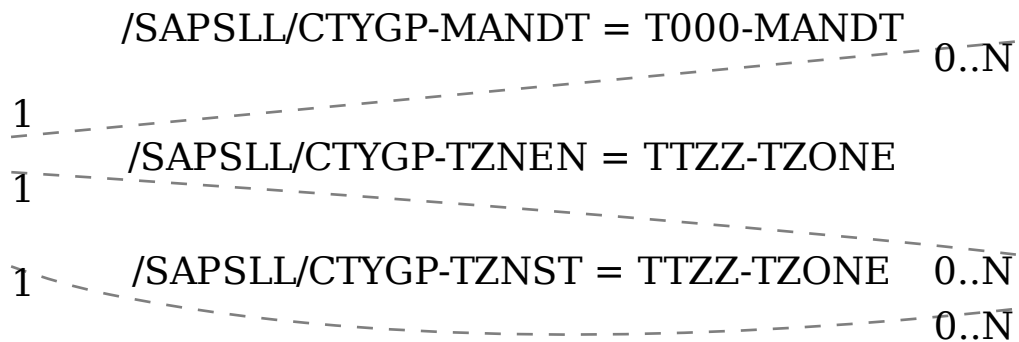 /SAPSLL/CTYGP-MANDT = T000-MANDT
0..N
1
/SAPSLL/CTYGP-TZNEN = TTZZ-TZONE
1
/SAPSLL/CTYGP-TZNST = TTZZ-TZONE
0..N
1
0..N